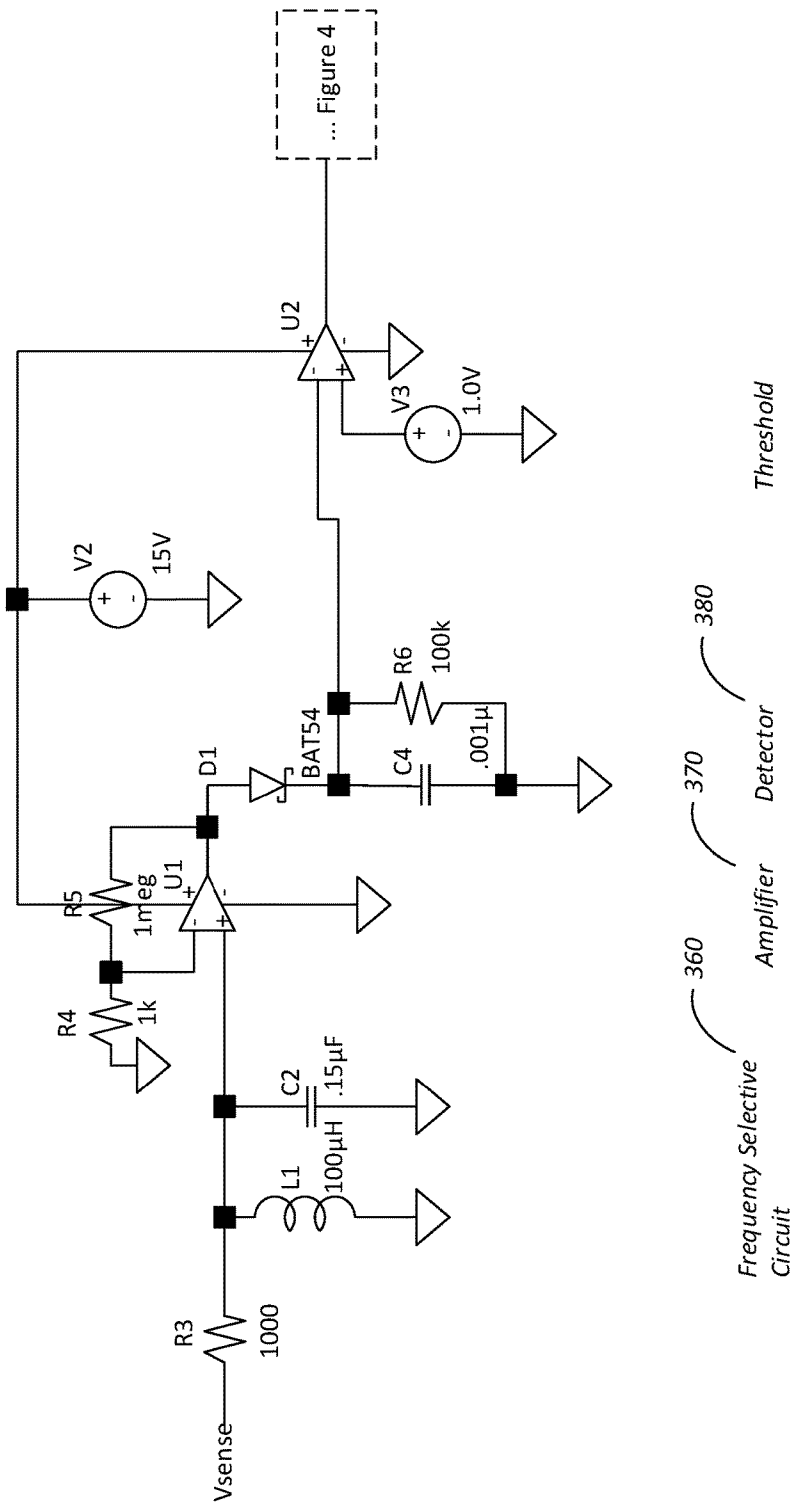 Vsense
R3
1000
L1
100µH
C2
.15µF
R4
1k
R5
1meg
-
+
+
-
U1
D1
BAT54
C4
.001µ
R6
100k
V2
+
-
15V
-
+
+
-
U2
V3
+
-
1.0V
... Figure 4
360
Frequency Selective
Circuit
370
Amplifier
380
Detector
Threshold